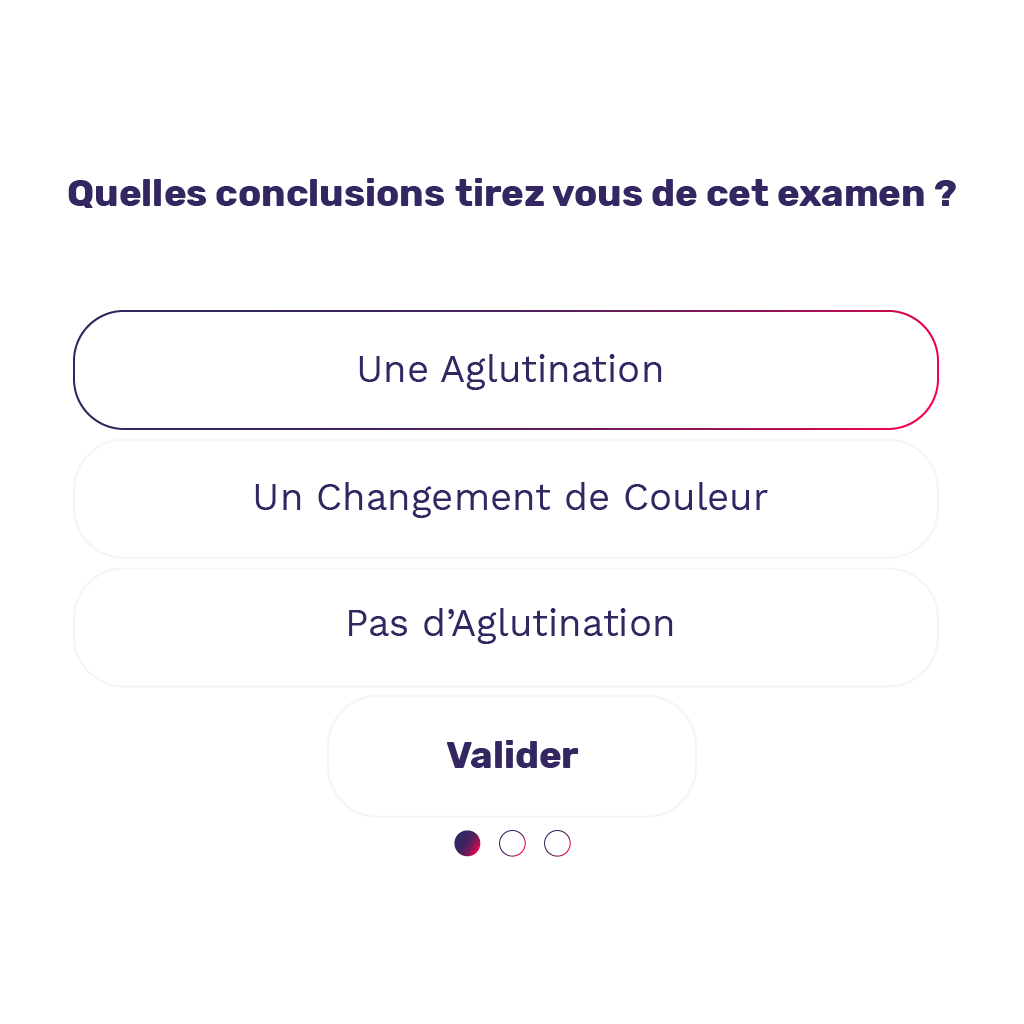 Quelles conclusions tirez vous de cet examen ?
Une Aglutination
Un Changement de Couleur
Pas d’Aglutination
Valider